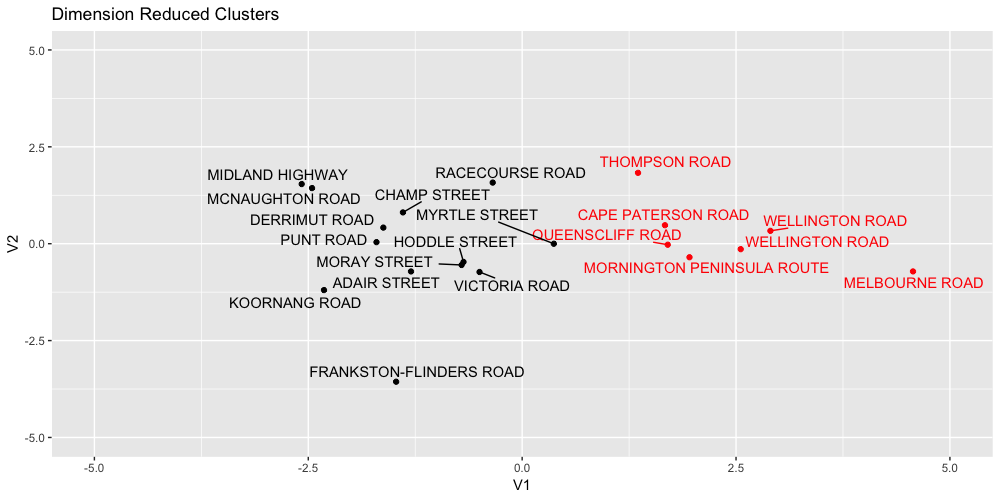 Dimension Reduced Clusters
5.0
2.5
0.0
-2.5
-5.0
V2
THOMPSON ROAD
MIDLAND HIGHWAY
RACECOURSE ROAD
MCNAUGHTON ROAD
CHAMP STREET
MYRTLE STREET
CAPE PATERSON ROAD
DERRIMUT ROAD
WELLINGTON ROAD
QUEENSCLIFF ROAD
PUNT ROAD
HODDLE STREET
WELLINGTON ROAD
MORAY STREET
MORNINGTON PENINSULA ROUTE
ADAIR STREET
VICTORIA ROAD
MELBOURNE ROAD
KOORNANG ROAD
FRANKSTON-FLINDERS ROAD
-5.0
-2.5
0.0
2.5
5.0
V1